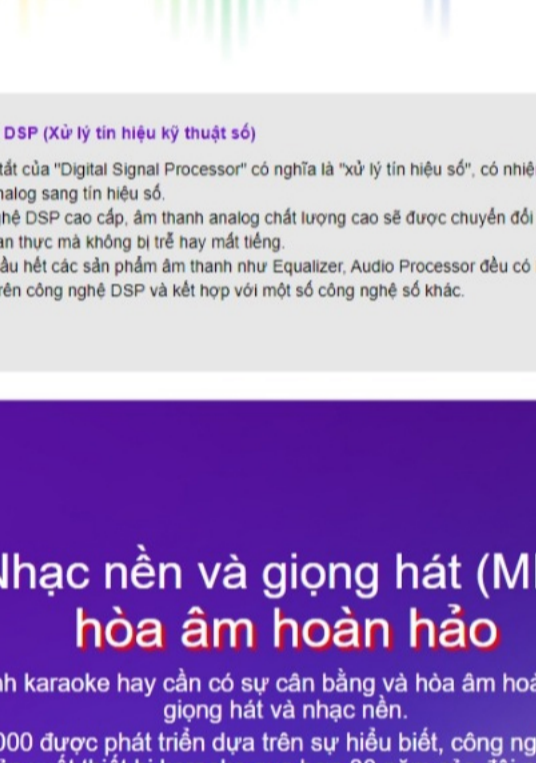 DSP (Xử lý tín hiệu kỹ thuật số)
tắt của "Digital Signal Processor" có nghĩa là "xử lý tín hiệu số", có nhiệ
nalog sang tín hiệu số.
ghệ DSP cao cấp, âm thanh analog chất lượng cao sẽ được chuyển đổi
an thực mà không bị trễ hay mất tiếng.
ầu hết các sản phẩm âm thanh như Equalizer, Audio Processor đều có
rên công nghệ DSP và kết hợp với một số công nghệ số khác.
Nhạc nền và giọng hát (MI
hòa âm hoàn hảo
nh karaoke hay cần có sự cân bằng và hòa âm hoà
giọng hát và nhạc nền.
000 được phát triển dựa trên sự hiểu biết, công ng